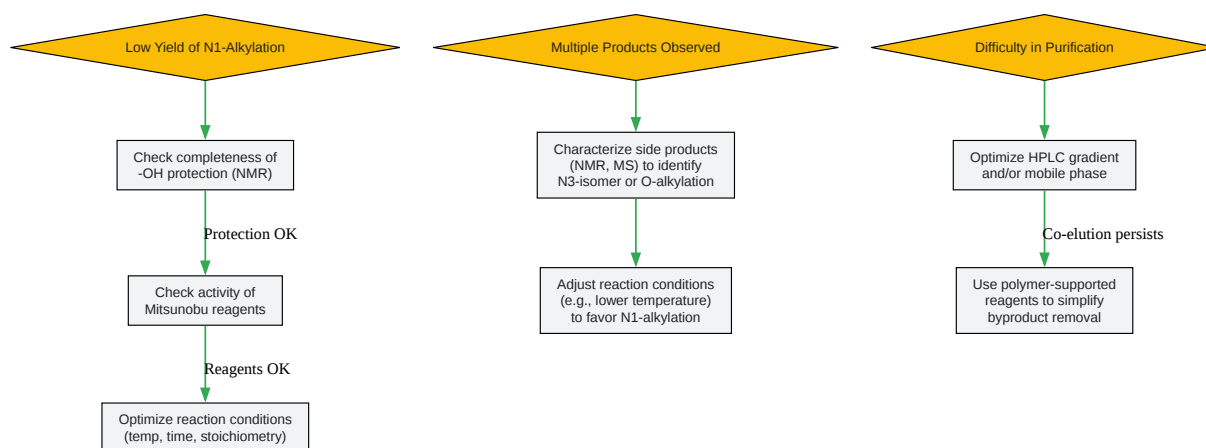 Low Yield of N1-Alkylation
Check completeness of
-OH protection (NMR)
Protection OK
Check activity of
Mitsunobu reagents
Reagents OK
Optimize reaction conditions
(temp, time, stoichiometry)
Multiple Products Observed
Characterize side products
(NMR, MS) to identify
N3-isomer or O-alkylation
Adjust reaction conditions
(e.g., lower temperature)
to favor N1-alkylation
Difficulty in Purification
Optimize HPLC gradient
and/or mobile phase
Co-elution persists
Use polymer-supported
reagents to simplify
byproduct removal